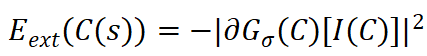 E_ext(C(s)) = −|∂G_σ(C)[I(C]|²